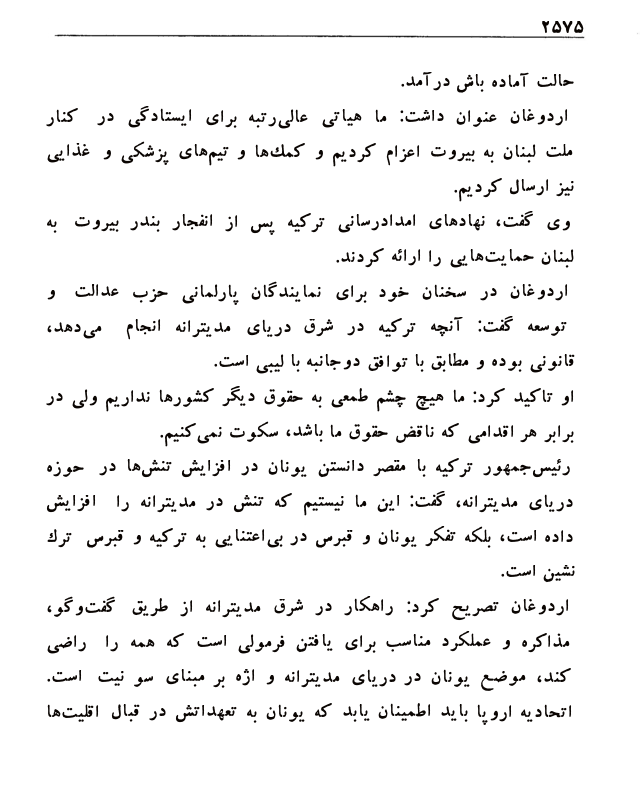 ۲۵۷۵
حالت آماده باش درآمد.
اردوغان عنوان داشت: ما هیاتی عالی‌رتبه برای ایستادگی در کنار
ملت لبنان به بیروت اعزام کردیم و کمك‌ها و تیم‌های پزشکی و غذایی
نیز ارسال کردیم.
وی گفت، نهادهای امدادرسانی ترکیه پس از انفجار بندر بیروت به
لبنان حمایت‌هایی را ارائه کردند.
اردوغان در سخنان خود برای نمایندگان پارلمانی حزب عدالت و
توسعه گفت: آنچه ترکیه در شرق دریای مدیترانه انجام می‌دهد،
قانونی بوده و مطابق با توافق دوجانبه با لیبی است.
او تاکید کرد: ما هیچ چشم طمعی به حقوق دیگر کشورها نداریم ولی در
برابر هر اقدامی که ناقض حقوق ما باشد، سکوت نمی‌کنیم.
رئیس‌جمهور ترکیه با مقصر دانستن یونان در افزایش تنش‌ها در حوزه
دریای مدیترانه، گفت: این ما نیستیم که تنش در مدیترانه را افزایش
داده است، بلکه تفکر یونان و قبرس در بی‌اعتنایی به ترکیه و قبرس ترك
نشین است.
اردوغان تصریح کرد: راهکار در شرق مدیترانه از طریق گفت‌وگو،
مذاکره و عملکرد مناسب برای یافتن فرمولی است که همه را راضی
کند، موضع یونان در دریای مدیترانه و اژه بر مبنای سو نیت است.
اتحادیه اروپا باید اطمینان یابد که یونان به تعهداتش در قبال اقلیت‌ها